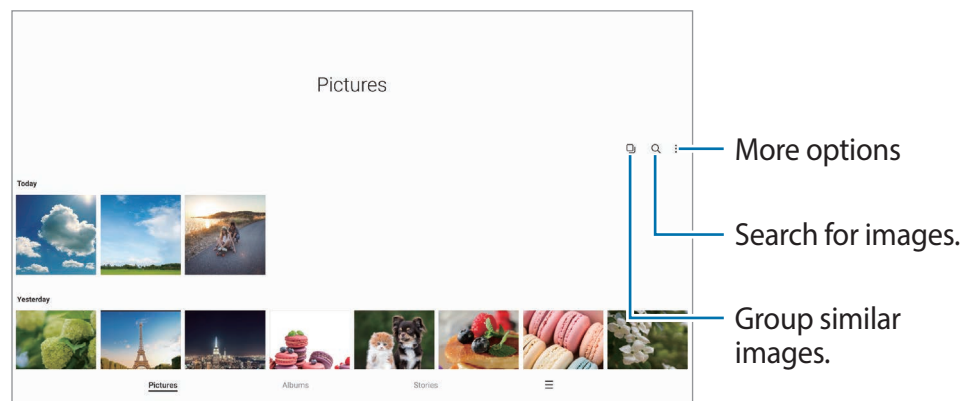 Pictures
More options
Today
Search for images.
Yesterday
Group similar
images.
Pictures Albums Stories